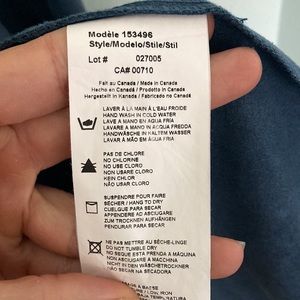 Modèle 153496
Style/Modelo/Stile/Stil
Lot # 027005
CA# 00710
Fait au Canada / Made in Canada
Hecho en Canadá / Prodotto in Canada
Hergestellt in Kanada / Fabricado no Canadá
LAVER À LA MAIN À L'EAU FROIDE
HAND WASH IN COLD WATER
LAVE A MANO EN AGUA FRIA
LAVARE A MANO IN ACQUA FREDDA
HANDWÄSCHE IN KALTEM WASSER
LAVAR À MÃO EM AGUA FRIA
PAS DE CHLORE
NO CHLORINE
NO USE CLORO
NO CLORO
KEIN CHLOR
NÃO USAR CLORO
SUSPENDRE POUR FAIRE
SÉCHER / HANG TO DRY
CUELGUE PARA SECAR
APPENDERE AD ASCIUGARE
ZUM TROCKNEN AUFHÄNGEN
PENDURAR PARA SECAR
NE PAS METTRE AU SÈCHE-LINGE
DO NOT TUMBLE DRY
NO SEQUE ESTA PRENDA A MÁQUINA
NON ASCIUGARE A MACCHINA
NICHT IN DEN WÄSCHETROCKNER
NÃO SECAR NA MÁQUINA